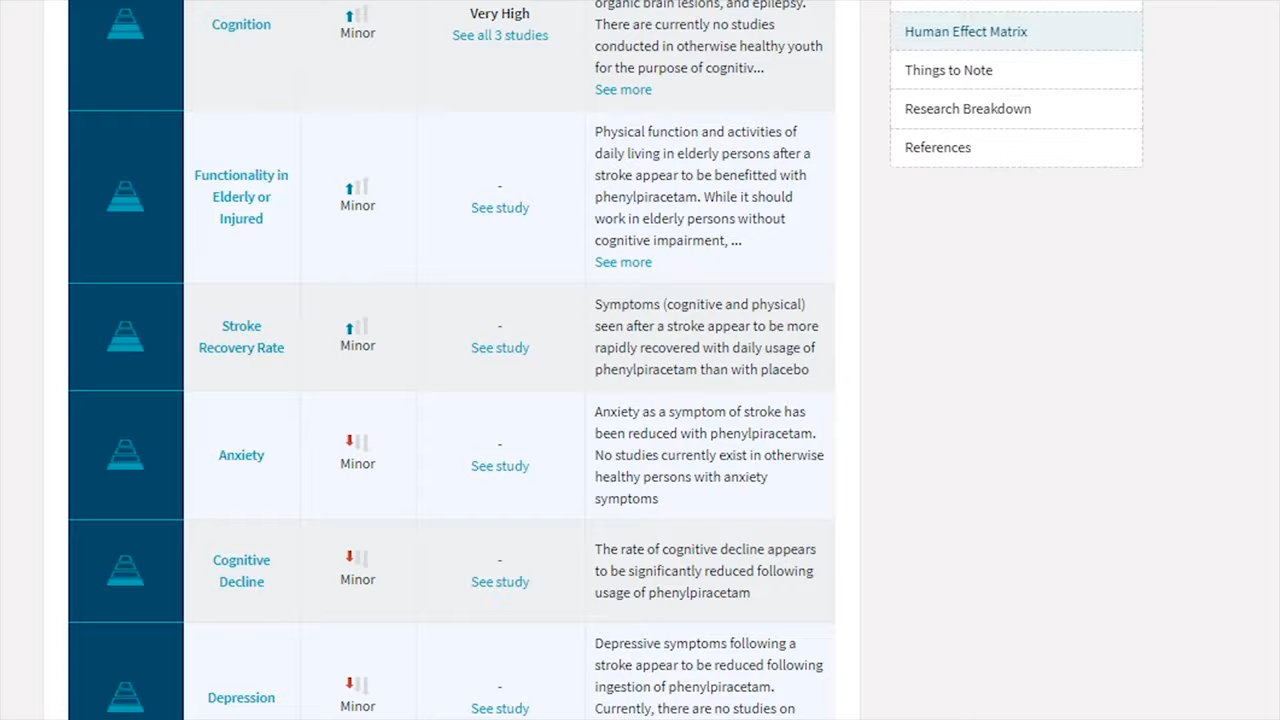 organic brain lesions, and epilepsy.
There are currently no studies
conducted in otherwise healthy youth
for the purpose of cognitiv...
See more
Cognition
Minor
Very High
See all 3 studies
Functionality in
Elderly or
Injured
Minor
-
See study
Physical function and activities of
daily living in elderly persons after a
stroke appear to be benefitted with
phenylpiracetam. While it should
work in elderly persons without
cognitive impairment, ...
See more
Stroke
Recovery Rate
Minor
-
See study
Symptoms (cognitive and physical)
seen after a stroke appear to be more
rapidly recovered with daily usage of
phenylpiracetam than with placebo
Anxiety
Minor
-
See study
Anxiety as a symptom of stroke has
been reduced with phenylpiracetam.
No studies currently exist in otherwise
healthy persons with anxiety
symptoms
Cognitive
Decline
Minor
-
See study
The rate of cognitive decline appears
to be significantly reduced following
usage of phenylpiracetam
Depression
Minor
-
See study
Depressive symptoms following a
stroke appear to be reduced following
ingestion of phenylpiracetam.
Currently, there are no studies on
Human Effect Matrix
Things to Note
Research Breakdown
References